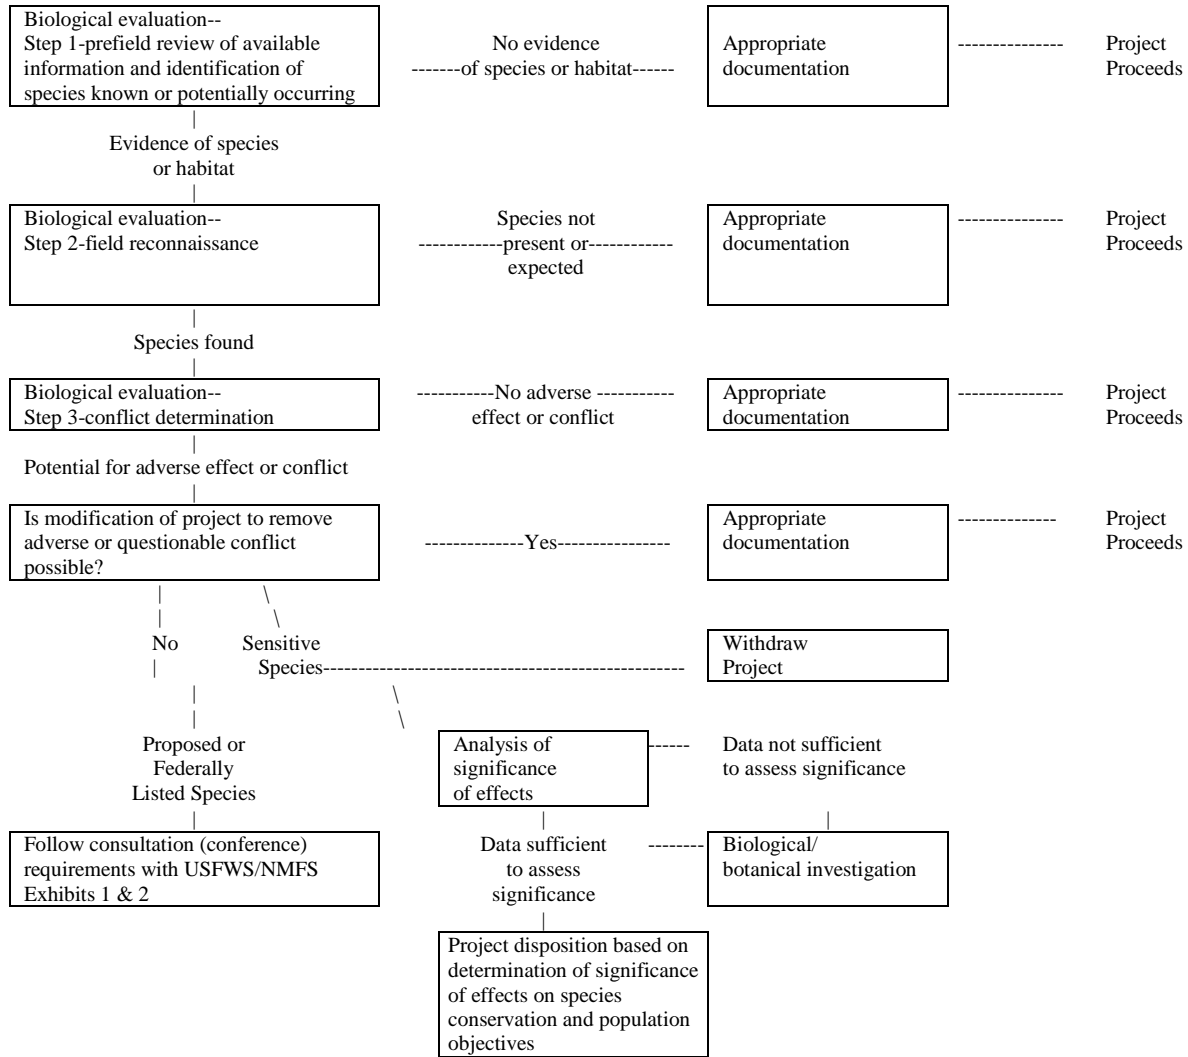 Biological evaluation--
Step 1-prefield review of available
information and identification of
species known or potentially occurring
No evidence
-------of species or habitat------
Appropriate
documentation
---------------
Project
Proceeds
|
Evidence of species
or habitat
|
Biological evaluation--
Step 2-field reconnaissance
Species not
------------present or------------
expected
Appropriate
documentation
---------------
Project
Proceeds
|
Species found
|
Biological evaluation--
Step 3-conflict determination
-----------No adverse -----------
effect or conflict
Appropriate
documentation
---------------
Project
Proceeds
|
Potential for adverse effect or conflict
|
Is modification of project to remove
adverse or questionable conflict
possible?
--------------Yes----------------
Appropriate
documentation
--------------
Project
Proceeds
| \
| \
No Sensitive
| Species---------------------------------------------------
Withdraw
Project
| \
| \
Proposed or
Federally
Listed Species
|
Follow consultation (conference)
requirements with USFWS/NMFS
Exhibits 1 & 2
Analysis of
significance
of effects
------
Data not sufficient
to assess significance
|
Biological/
botanical investigation
--------
|
Data sufficient
to assess
significance
|
Project disposition based on
determination of significance
of effects on species
conservation and population
objectives